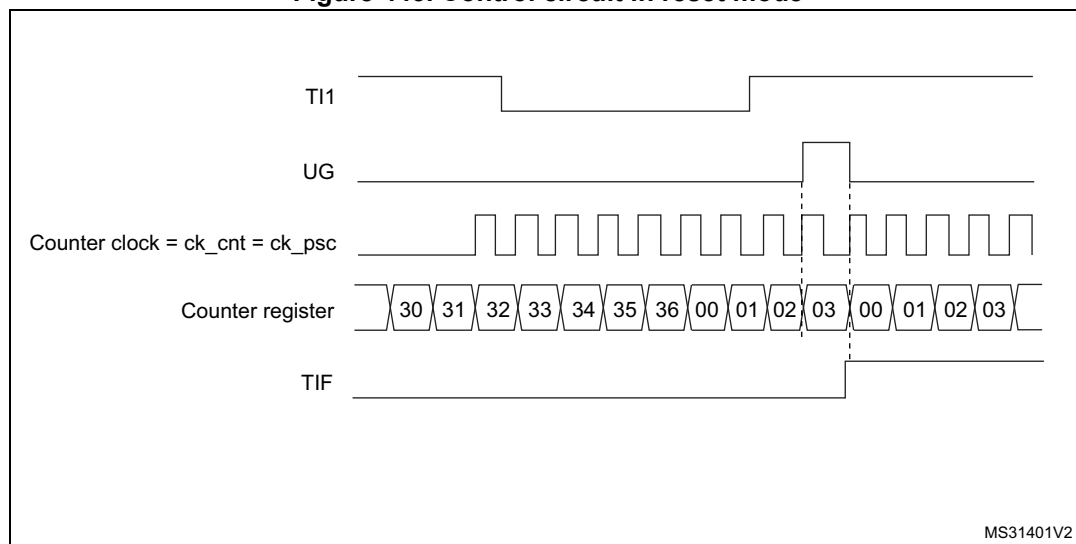 TI1
UG
Counter clock = ck_cnt = ck_psc
Counter register 30 31 32 33 34 35 36 00 01 02 03 00 01 02 03
TIF
MS31401V2